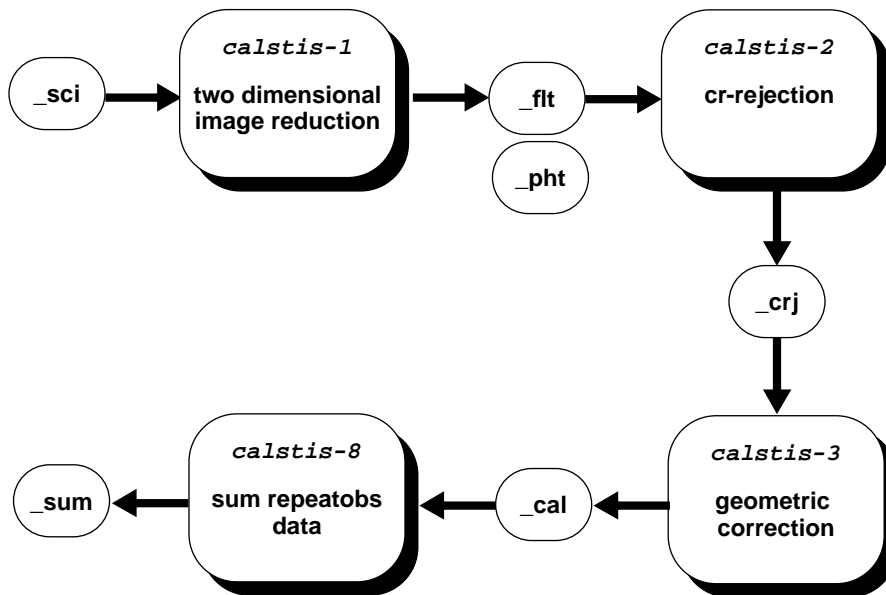 _sci
calstis-1
two dimensional
image reduction
_flt
_pht
calstis-2
cr-rejection
_crj
calstis-3
geometric
correction
_cal
calstis-8
sum repeatobs
data
_sum